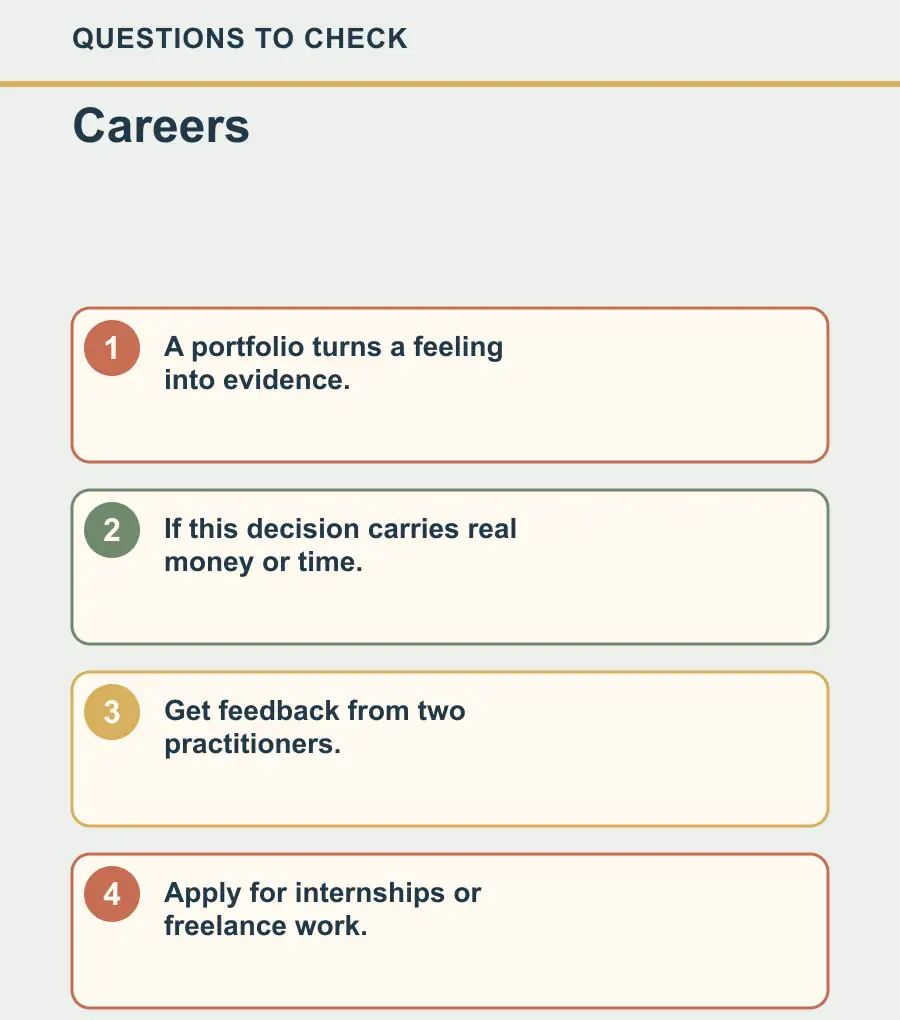 QUESTIONS TO CHECK
Careers
1
A portfolio turns a feeling
into evidence.
2
If this decision carries real
money or time.
3
Get feedback from two
practitioners.
4
Apply for internships or
freelance work.